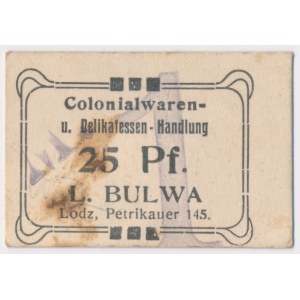 Colonialwaren-
u. Delikatessen-Handlung
25 Pf.
L. BULWA
Lodz, Petrikauer 145.